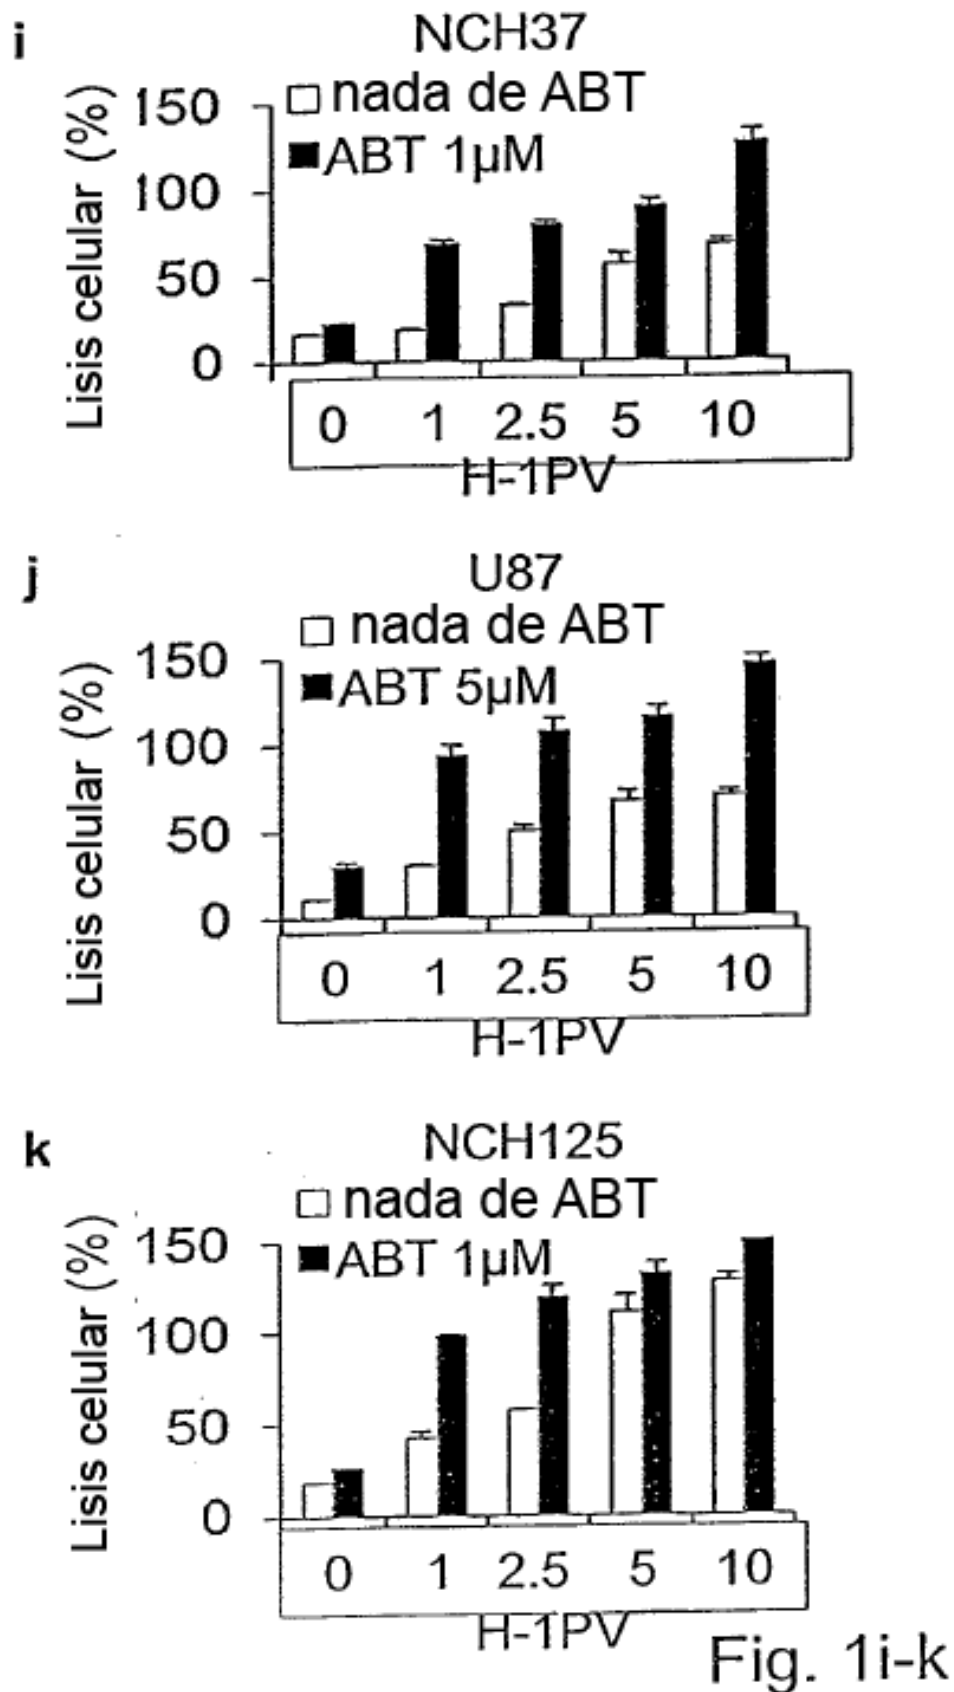 i
NCH37
nada de ABT
ABT 1µM
Lisis celular (%)
150
100
50
0
0 1 2.5 5 10
H-1PV
j
U87
nada de ABT
ABT 5µM
Lisis celular (%)
150
100
50
0
0 1 2.5 5 10
H-1PV
k
NCH125
nada de ABT
ABT 1µM
Lisis celular (%)
150
100
50
0
0 1 2.5 5 10
H-1PV
Fig. 1i-k